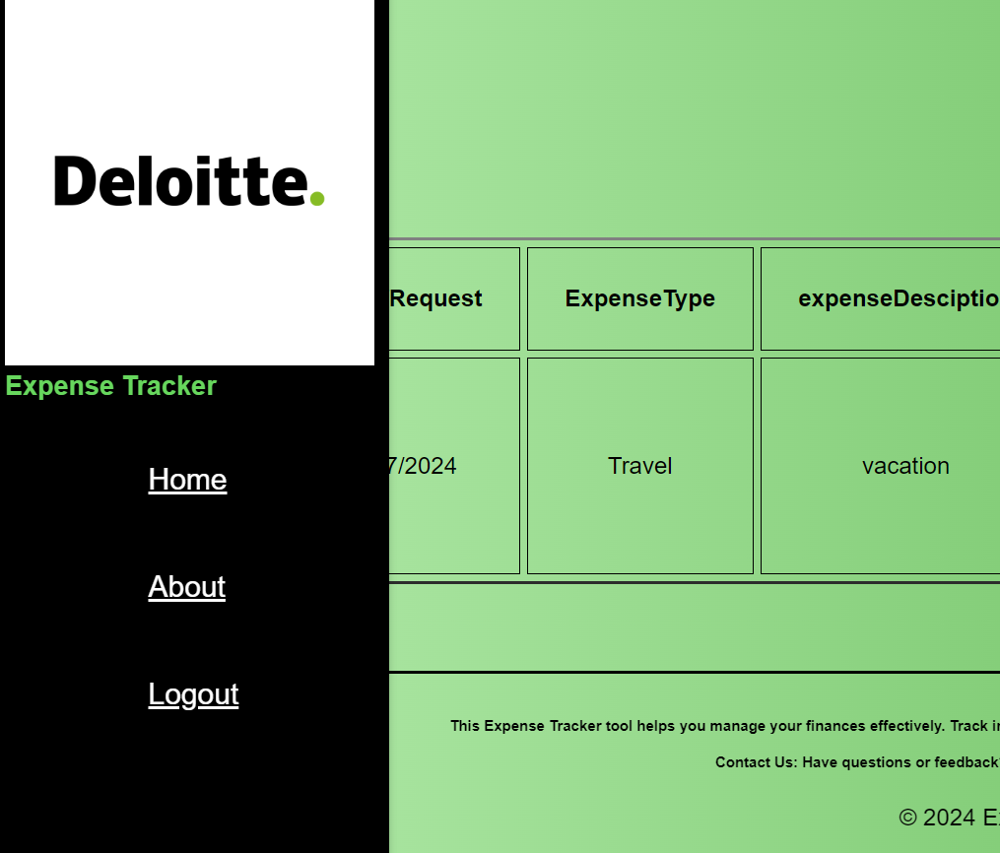 Deloitte.
Expense Tracker
Home
About
Logout
Request ExpenseType expenseDesciptio
7/2024 Travel vacation
This Expense Tracker tool helps you manage your finances effectively. Track
Contact Us: Have questions or feedback
© 2024